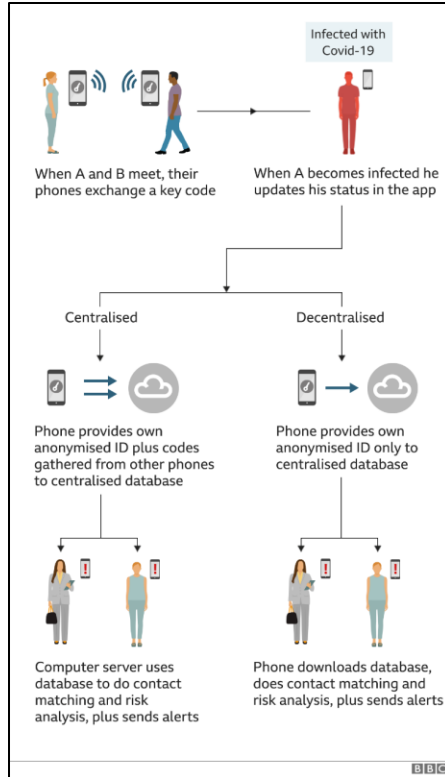 Infected with
Covid-19
When A and B meet, their
phones exchange a key code
When A becomes infected he
updates his status in the app
Centralised
Decentralised
Phone provides own
anonymised ID plus codes
gathered from other phones
to centralised database
Phone provides own
anonymised ID only to
centralised database
! !
! !
Computer server uses
database to do contact
matching and risk
analysis, plus sends alerts
Phone downloads database,
does contact matching and
risk analysis, plus sends alerts
BBC